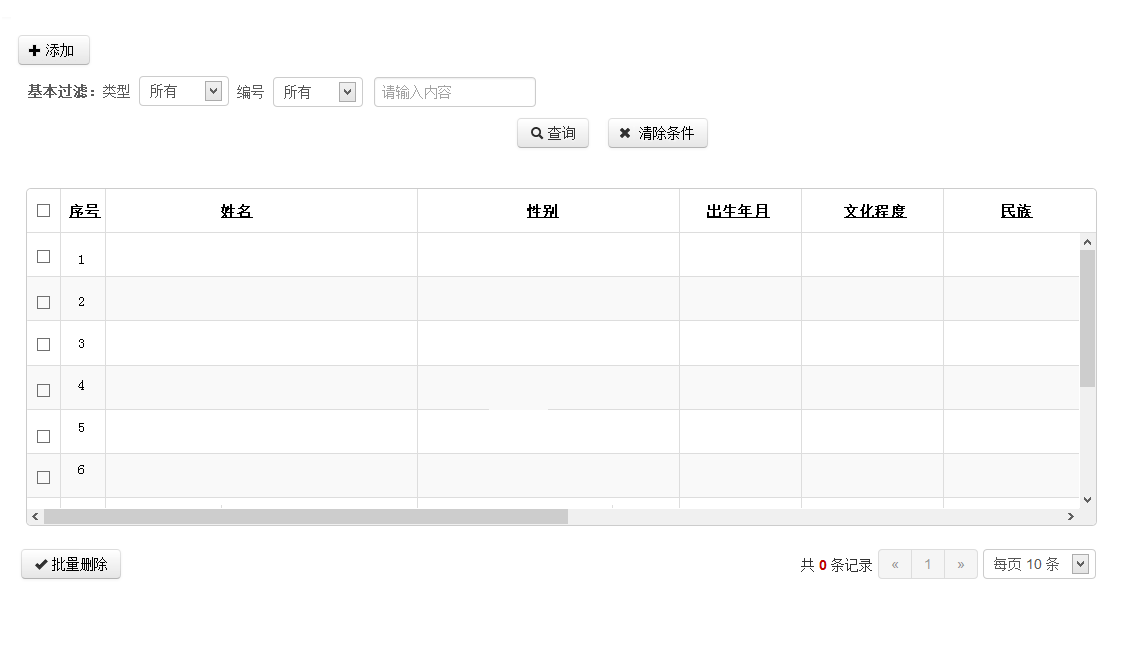 添加
基本过滤：类型 所有 编号 所有 请输入内容
查询 清除条件
序号 姓名 性别 出生年月 文化程度 民族
1
2
3
4
5
6
批量删除 共 0 条记录 « 1 » 每页 10 条